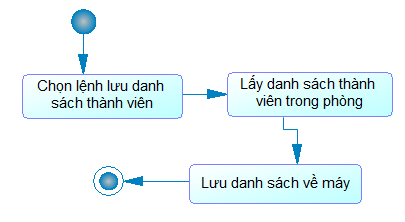 Chọn lệnh lưu danh
sách thành viên
Lấy danh sách thành
viên trong phòng
Lưu danh sách về máy